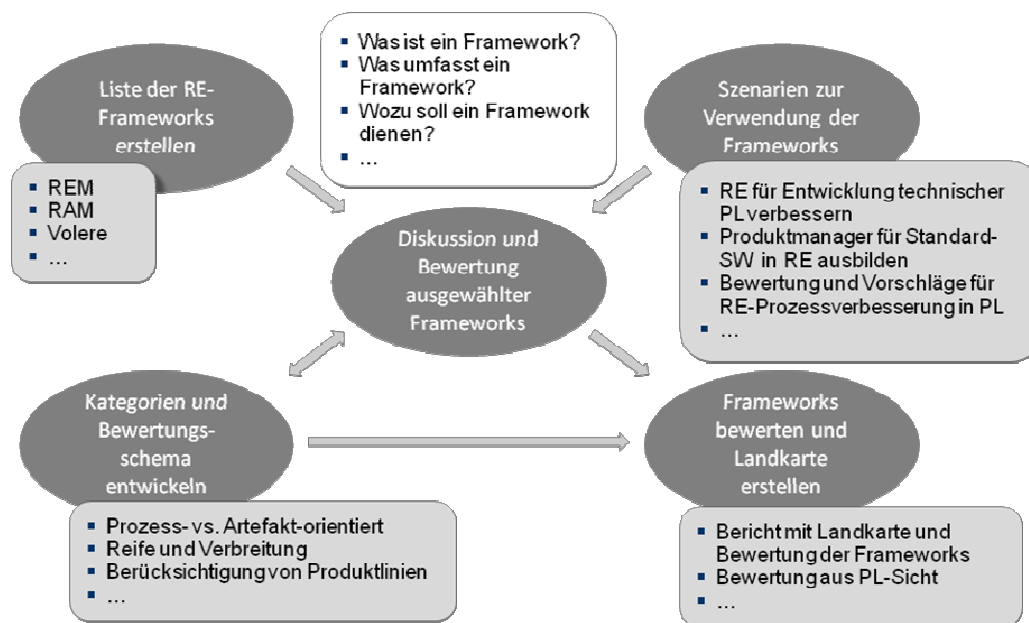 Liste der RE-
Frameworks
erstellen
▪ REM
▪ RAM
▪ Volere
▪ ...
▪ Was ist ein Framework?
▪ Was umfasst ein
Framework?
▪ Wozu soll ein Framework
dienen?
▪ ...
Szenarien zur
Verwendung der
Frameworks
▪ RE für Entwicklung technischer
PL verbessern
▪ Produktmanager für Standard-
SW in RE ausbilden
▪ Bewertung und Vorschläge für
RE-Prozessverbesserung in PL
▪ ...
Diskussion und
Bewertung
ausgewählter
Frameworks
Kategorien und
Bewertungs-
schema
entwickeln
▪ Prozess- vs. Artefakt-orientiert
▪ Reife und Verbreitung
▪ Berücksichtigung von Produktlinien
▪ ...
Frameworks
bewerten und
Landkarte
erstellen
▪ Bericht mit Landkarte und
Bewertung der Frameworks
▪ Bewertung aus PL-Sicht
▪ ...